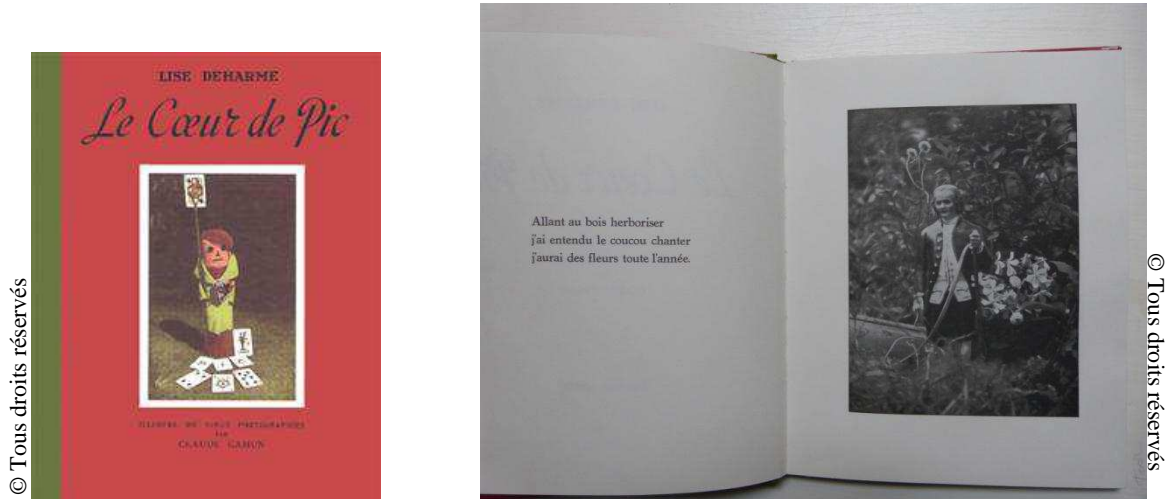 LISE DEHARME
Le Cœur de Pic
ILLUSTRÉ DE VINGT PHOTOGRAPHIES
PAR
CLAUDE CAHUN
© Tous droits réservés
Allant au bois herboriser
j'ai entendu le coucou chanter
j'aurai des fleurs toute l'année.
© Tous droits réservés